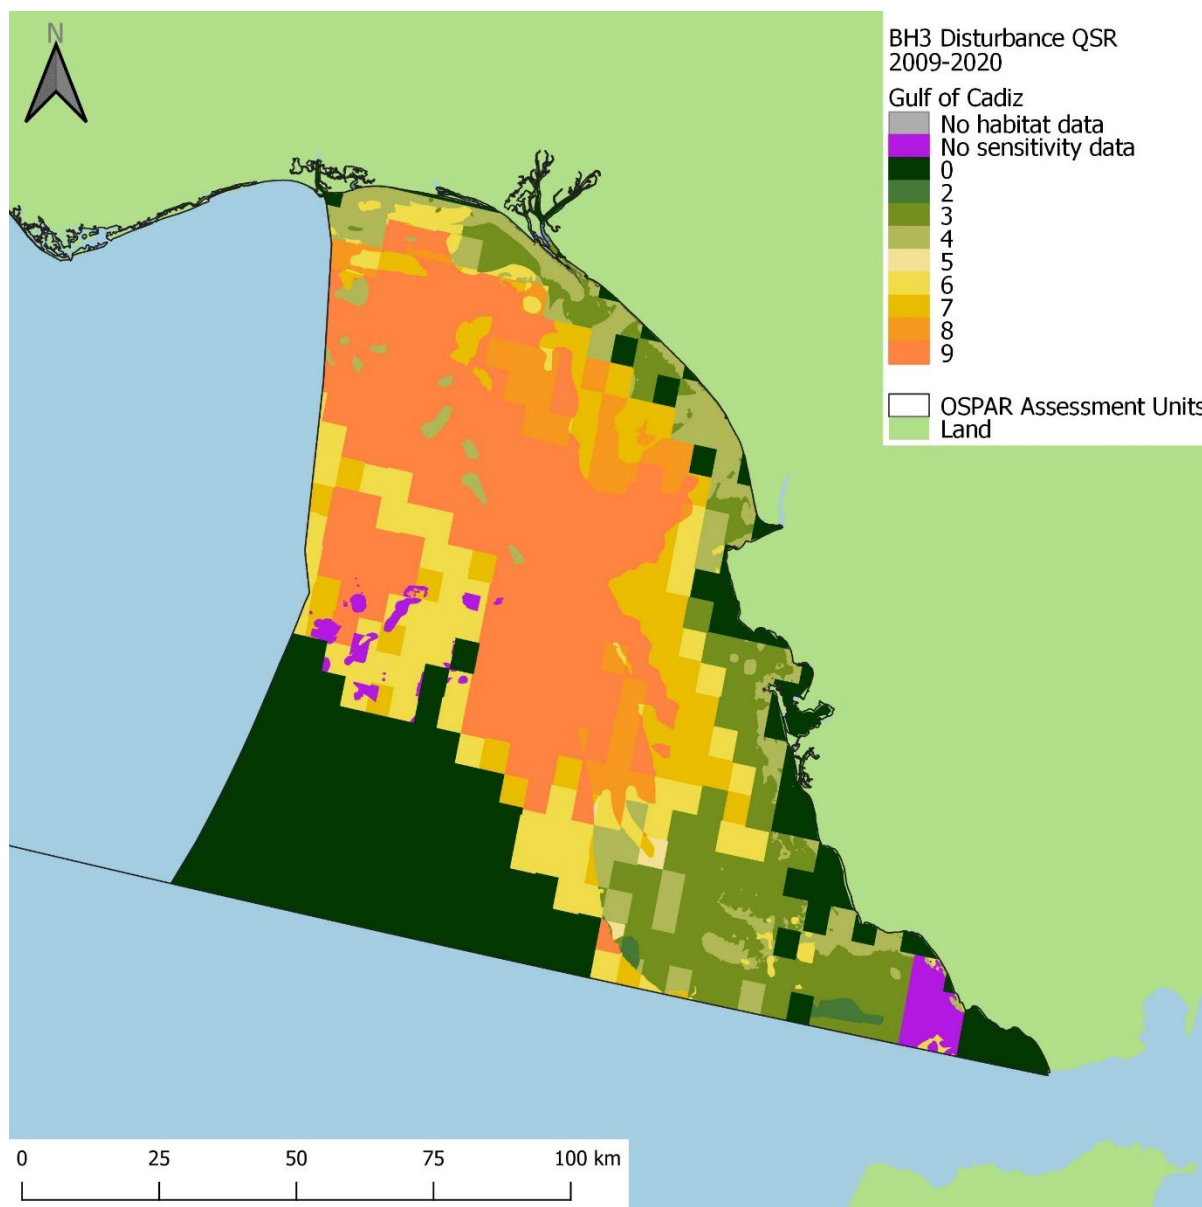 N
BH3 Disturbance QSR
2009-2020
Gulf of Cadiz
No habitat data
No sensitivity data
0
2
3
4
5
6
7
8
9
OSPAR Assessment Units
Land
0 25 50 75 100 km